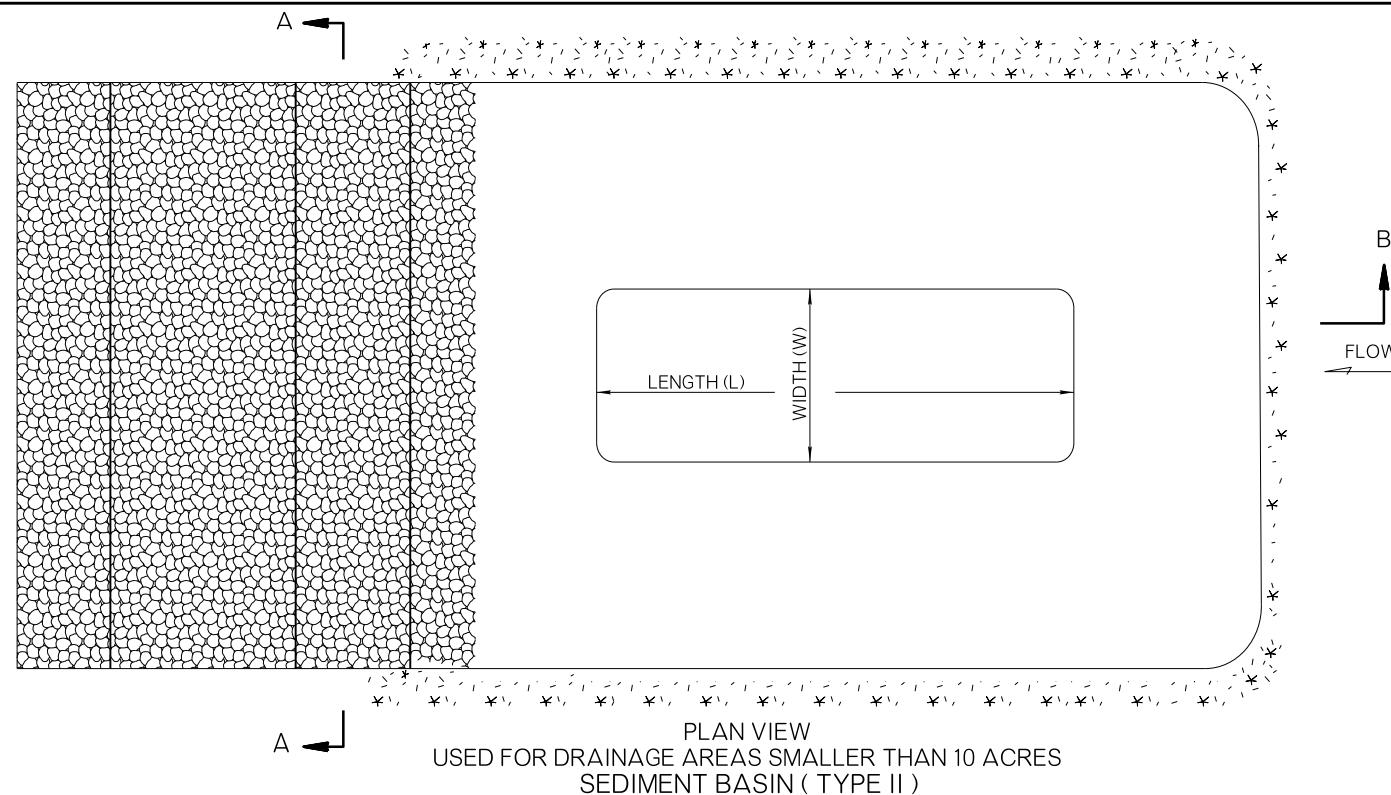 A
B
FLOW
LENGTH (L)
WIDTH (W)
A
PLAN VIEW
USED FOR DRAINAGE AREAS SMALLER THAN 10 ACRES
SEDIMENT BASIN ( TYPE II )